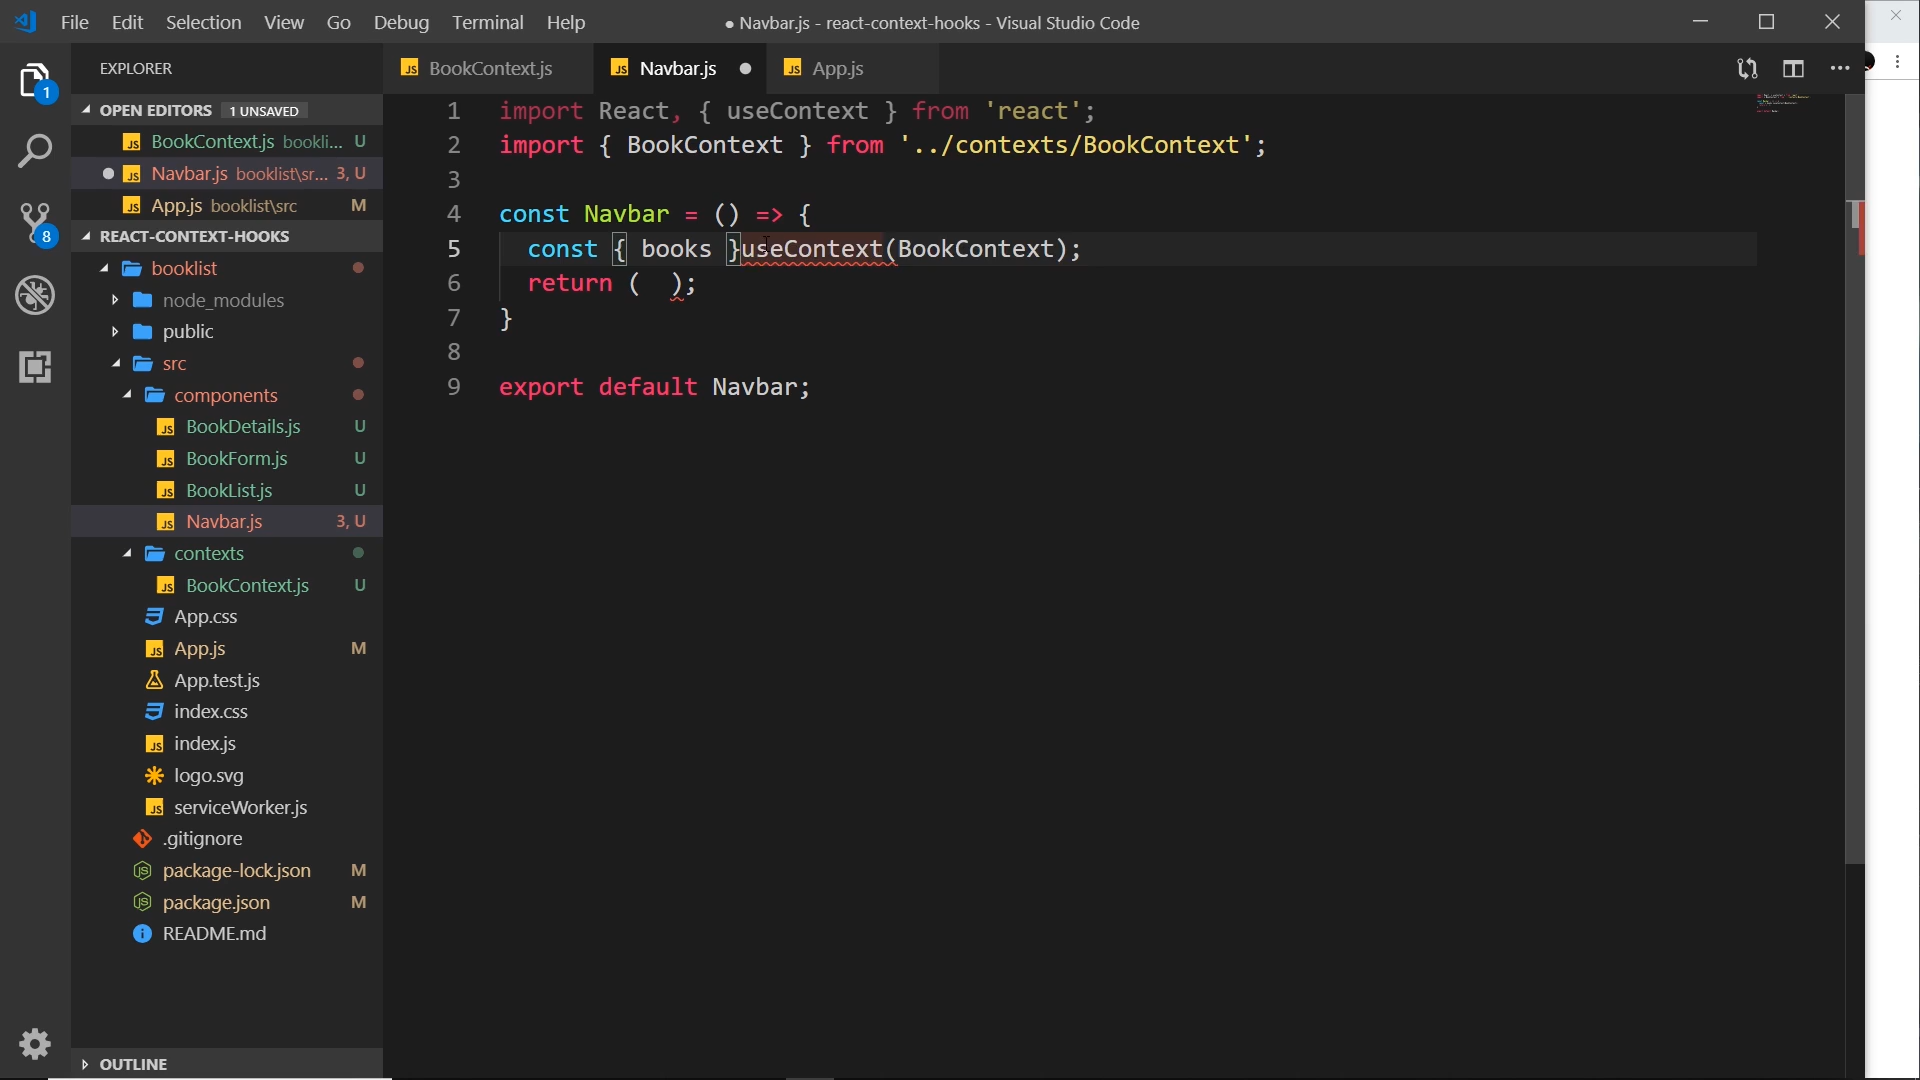 File Edit Selection View Go Debug Terminal Help
● Navbar.js - react-context-hooks - Visual Studio Code
EXPLORER
OPEN EDITORS 1 UNSAVED
BookContext.js bookli... U
Navbar.js booklist\sr... 3, U
App.js booklist\src M
REACT-CONTEXT-HOOKS
booklist
node_modules
public
src
components
BookDetails.js U
BookForm.js U
BookList.js U
Navbar.js 3, U
contexts
BookContext.js U
App.css
App.js M
App.test.js
index.css
index.js
logo.svg
serviceWorker.js
.gitignore
package-lock.json M
package.json M
README.md
OUTLINE
1
8
BookContext.js Navbar.js App.js
1 import React, { useContext } from 'react';
2 import { BookContext } from '../contexts/BookContext';
3
4 const Navbar = () => {
5 const { books }useContext(BookContext);
6 return (  );
7 }
8
9 export default Navbar;